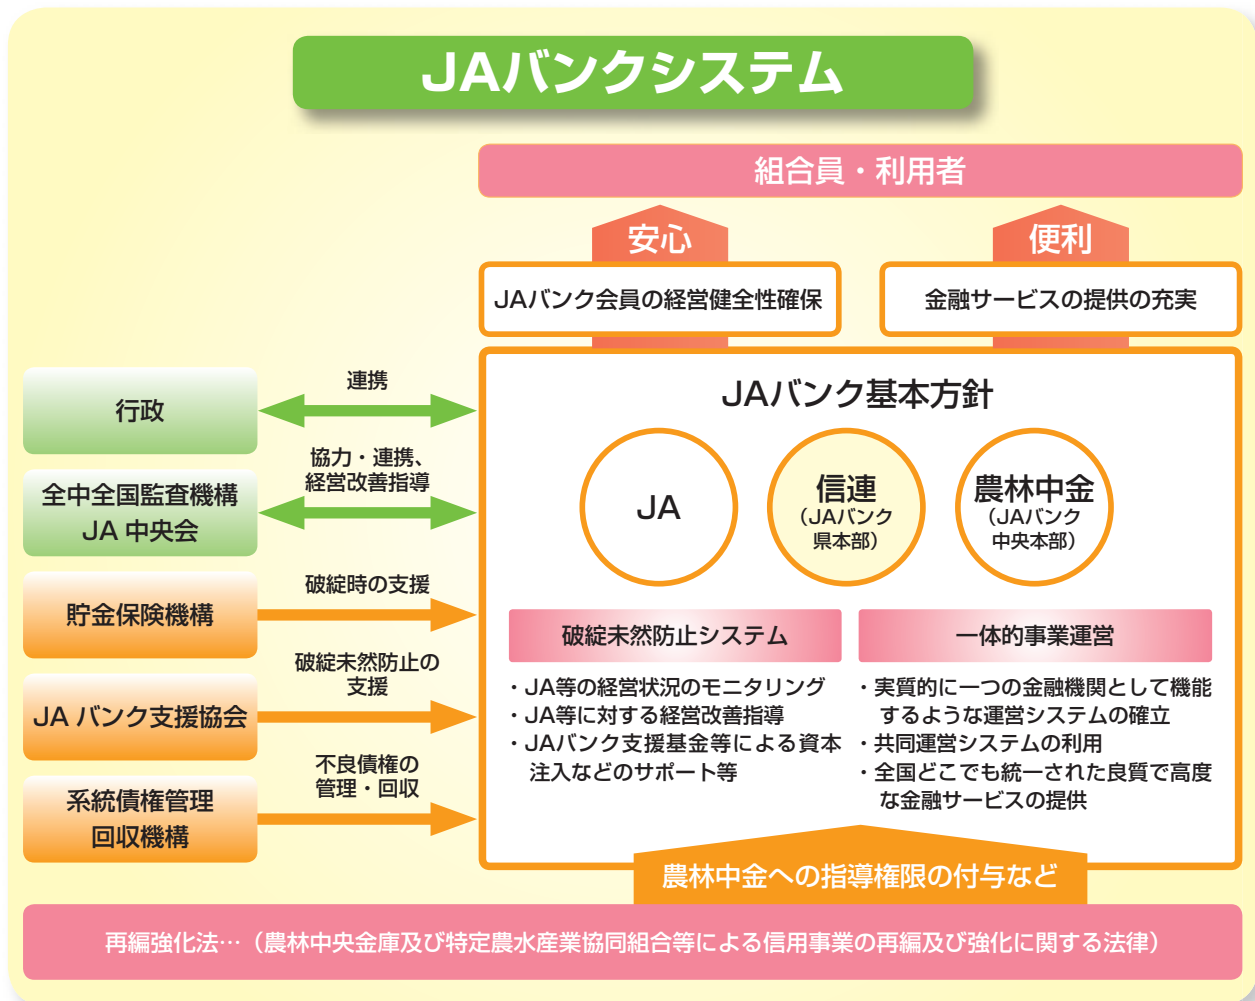 JAバンクシステム
組合員・利用者
安心
便利
JAバンク会員の経営健全性確保
金融サービスの提供の充実
行政
連携
全中全国監査機構
JA 中央会
協力・連携、
経営改善指導
貯金保険機構
破綻時の支援
JA バンク支援協会
破綻未然防止の
支援
系統債権管理
回収機構
不良債権の
管理・回収
JAバンク基本方針
JA
信連
（JAバンク
県本部）
農林中金
（JAバンク
中央本部）
破綻未然防止システム
・JA等の経営状況のモニタリング
・JA等に対する経営改善指導
・JAバンク支援基金等による資本
注入などのサポート等
一体的事業運営
・実質的に一つの金融機関として機能
するような運営システムの確立
・共同運営システムの利用
・全国どこでも統一された良質で高度
な金融サービスの提供
農林中金への指導権限の付与など
再編強化法…（農林中央金庫及び特定農水産業協同組合等による信用事業の再編及び強化に関する法律）